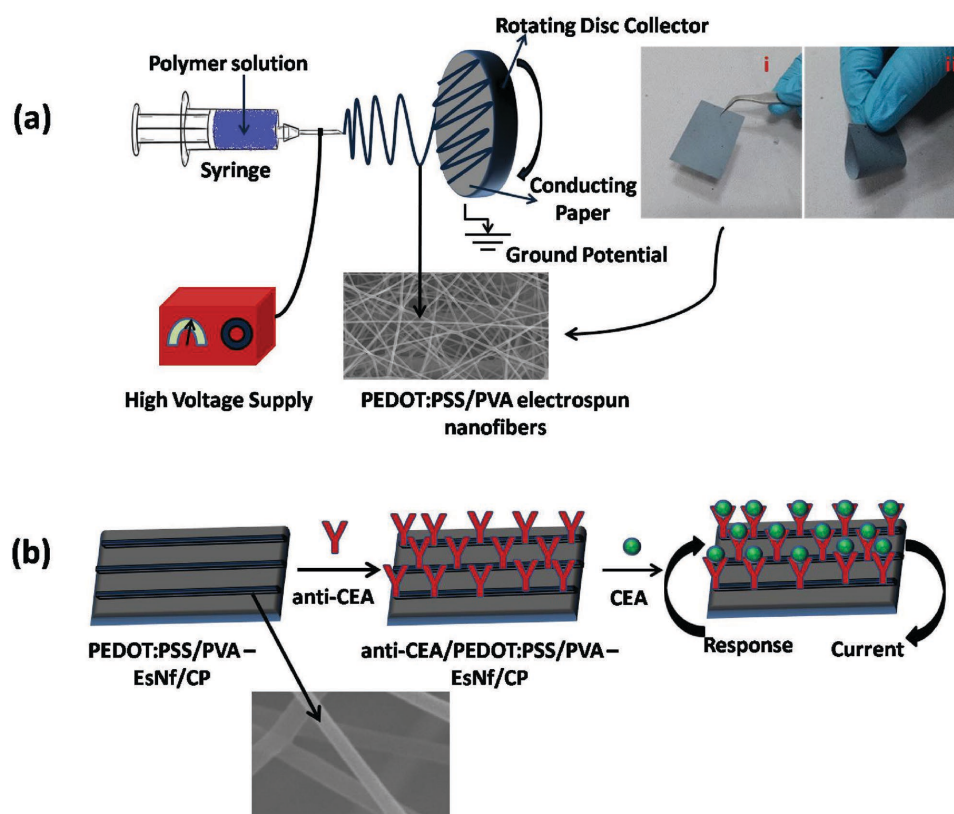 (a)
Rotating Disc Collector
Polymer solution
Syringe
i
i
Conducting
Paper
Ground Potential
High Voltage Supply
PEDOT:PSS/PVA electrospun
nanofibers
(b)
anti-CEA
CEA
PEDOT:PSS/PVA –
EsNf/CP
anti-CEA/PEDOT:PSS/PVA–
EsNf/CP
Response
Current